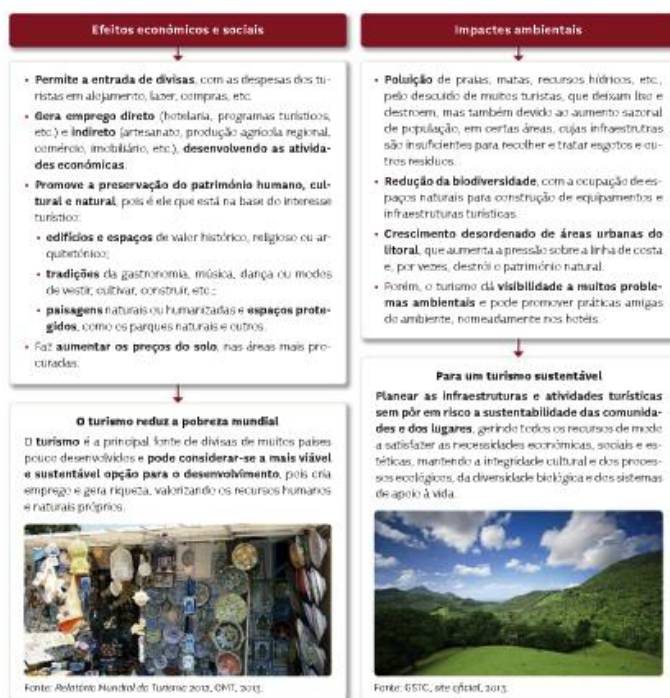 Efeitos económicos e sociais
• Permite a entrada de divisas, com as despesas dos tu-
ristas em alojamento, lazer, compras, etc.
• Gera emprego direto (hotelaria, programas turísticos,
etc.) e indireto (artesanato, produção agrícola regional,
comércio, imobiliário, etc.), desenvolvendo as ativida-
des económicas.
• Promove a preservação do património humano, cul-
tural e natural, pois é ele que está na base do interesse
turístico:
• edifícios e espaços de valor histórico, religioso ou ar-
quitetónico;
• tradições da gastronomia, música, dança ou modos
de vestir, cultivar, construir, etc.;
• paisagens naturais ou humanizadas e espaços prote-
gidos, como os parques naturais e outros.
• Faz aumentar os preços do solo, nas áreas mais pro-
curadas.
O turismo reduz a pobreza mundial
O turismo é a principal fonte de divisas de muitos países
pouco desenvolvidos e pode considerar-se a mais viável
e sustentável opção para o desenvolvimento, pois cria
emprego e gera riqueza, valorizando os recursos humanos
e naturais próprios.
Fonte: Relatório Mundial do Turismo 2012, OMT, 2013.
Impactes ambientais
• Poluição de praias, matas, recursos hídricos, etc.,
pelo descuido de muitos turistas, que deixam lixo e
destroem, mas também devido ao aumento sazonal
de população, em certas áreas, cujas infraestrutras
são insuficientes para recolher e tratar esgotos e ou-
tros resíduos.
• Redução da biodiversidade, com a ocupação de es-
paços naturais para construção de equipamentos e
infraestruturas turísticas.
• Crescimento desordenado de áreas urbanas do
litoral, que aumenta a pressão sobre a linha de costa
e, por vezes, destrói o património natural.
• Porém, o turismo dá visibilidade a muitos proble-
mas ambientais e pode promover práticas amigas
do ambiente, nomeadamente nos hotéis.
Para um turismo sustentável
Planear as infraestruturas e atividades turísticas
sem pôr em risco a sustentabilidade das comunida-
des e dos lugares, gerindo todos os recursos de modo
a satisfazer as necessidades económicas, sociais e es-
téticas, mantendo a integridade cultural e dos proces-
sos ecológicos, da diversidade biológica e dos sistemas
de apoio à vida.
Fonte: GSTC, site oficial, 2013.